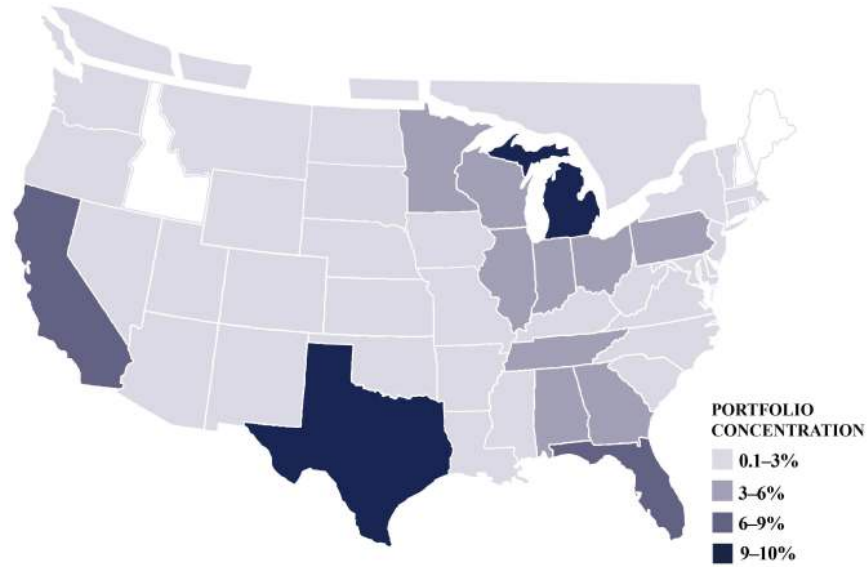 PORTFOLIO
CONCENTRATION
0.1–3%
3–6%
6–9%
9–10%